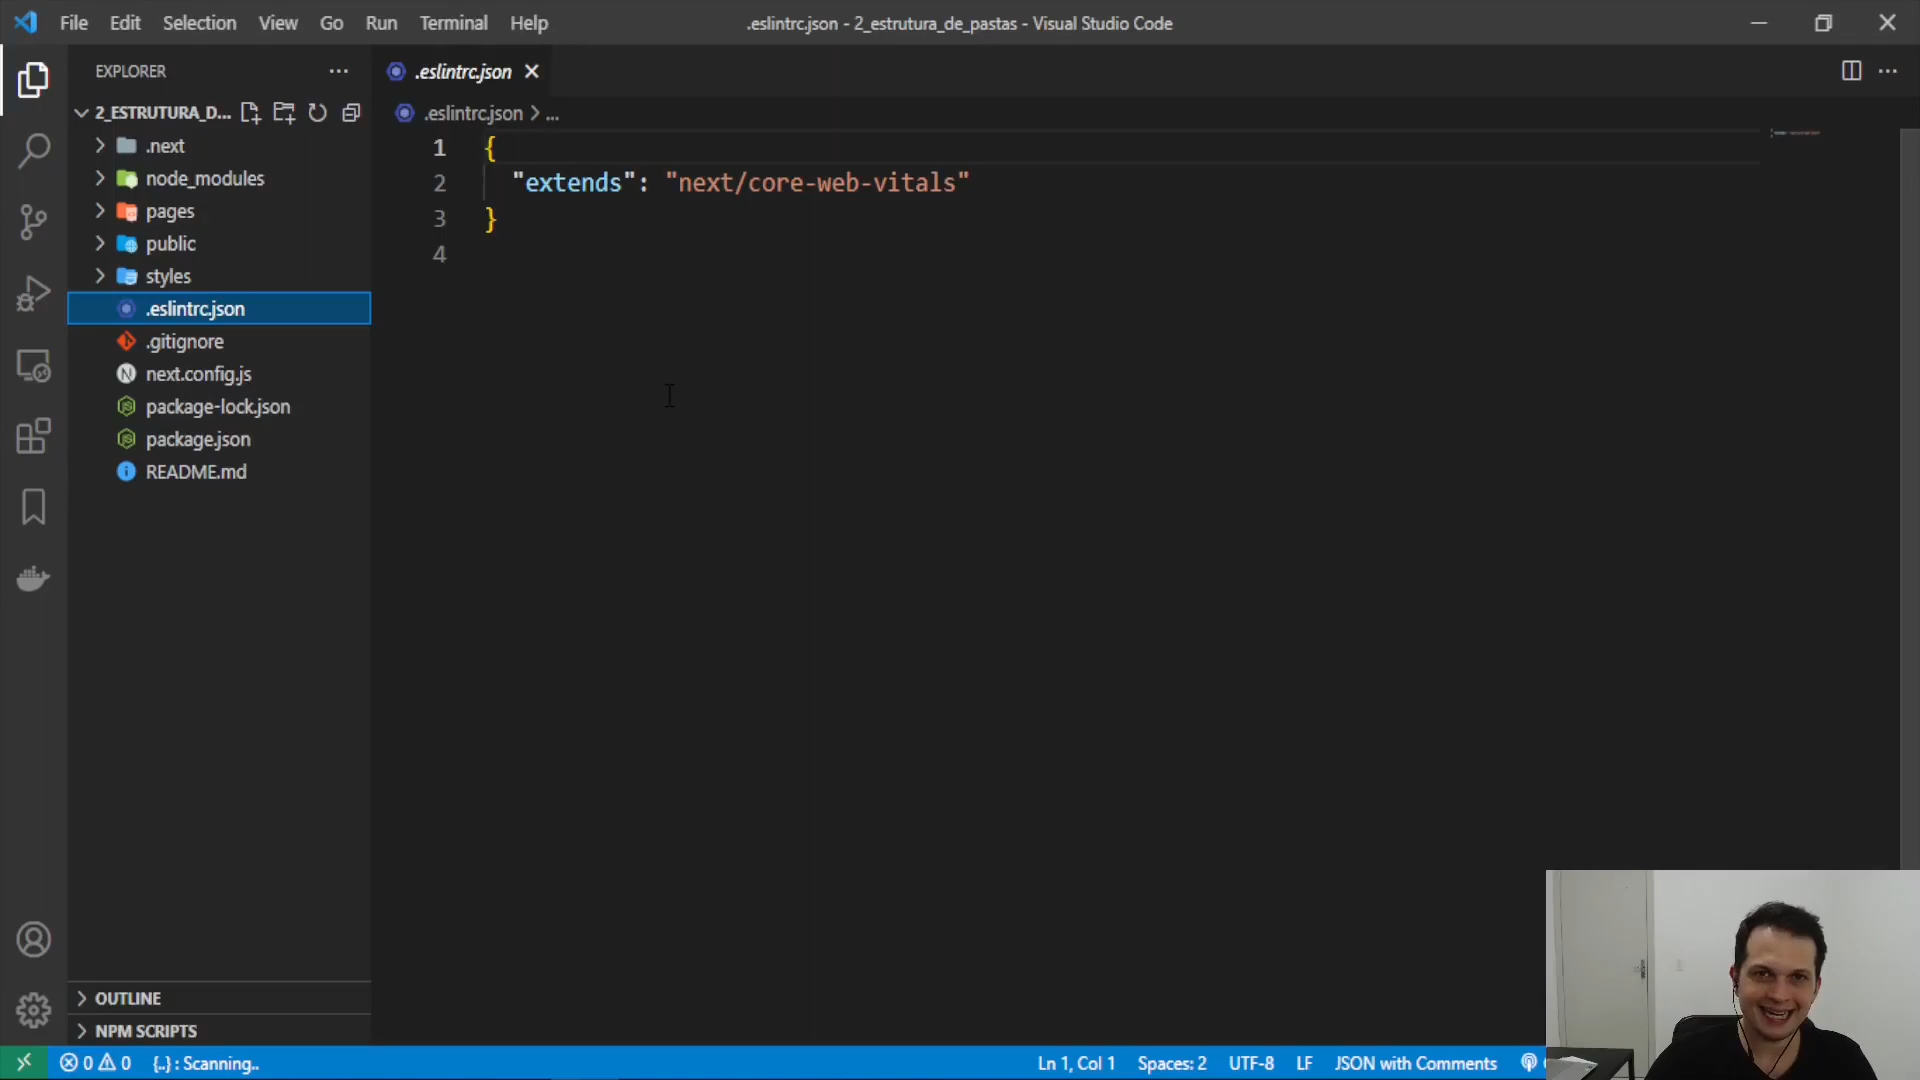 File Edit Selection View Go Run Terminal Help
.eslintrc.json - 2_estrutura_de_pastas - Visual Studio Code
EXPLORER
2_ESTRUTURA_D...
.next
node_modules
pages
public
styles
.eslintrc.json
.gitignore
next.config.js
package-lock.json
package.json
README.md
OUTLINE
NPM SCRIPTS
.eslintrc.json
.eslintrc.json > ...
1 {
2 "extends": "next/core-web-vitals"
3 }
4
0 0 {..} : Scanning..
Ln 1, Col 1 Spaces: 2 UTF-8 LF JSON with Comments